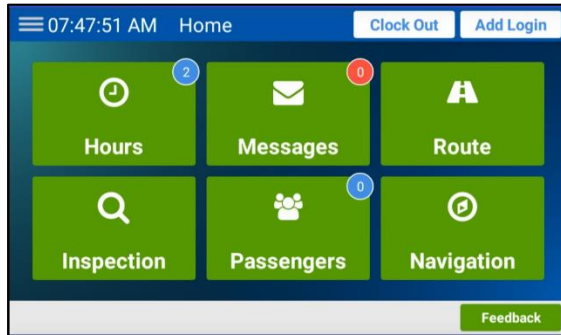 07:47:51 AM Home Clock Out Add Login
2 0
Hours Messages Route
0
Inspection Passengers Navigation
Feedback